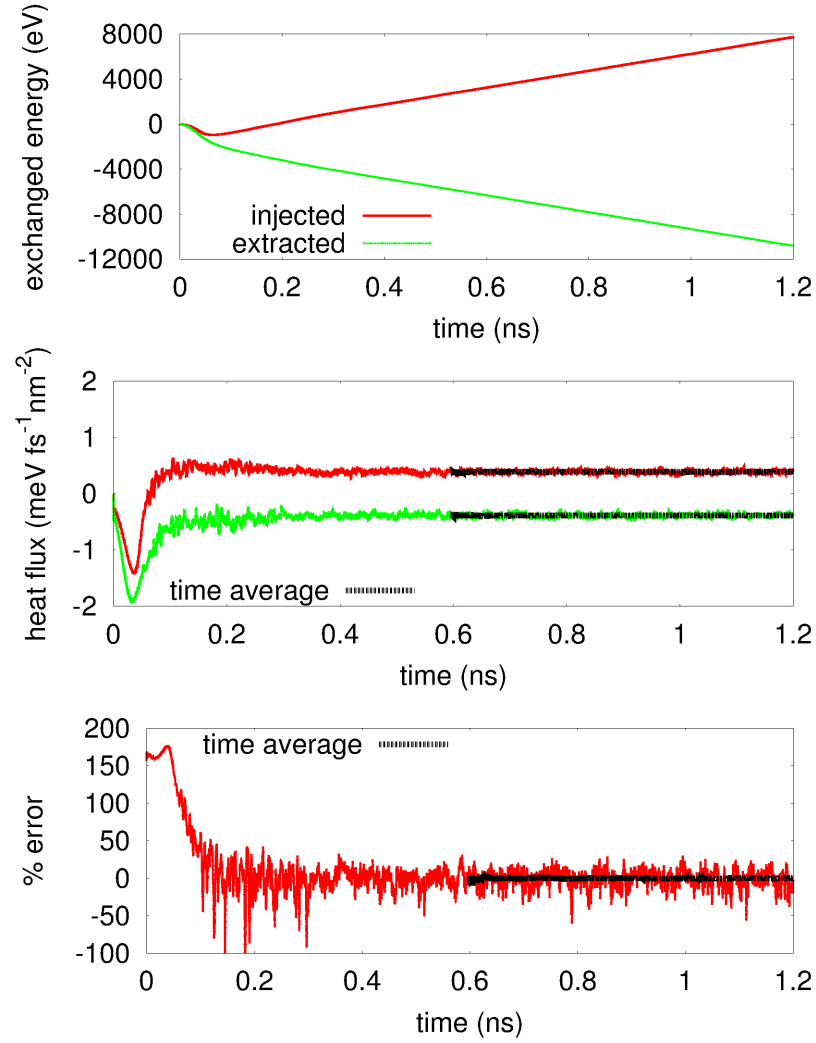 exchanged energy (eV)
8000
4000
0
-4000
-8000
-12000
injected
extracted
0 0.2 0.4 0.6 0.8 1 1.2
time (ns)
heat flux (meV fs⁻¹nm⁻²)
2
1
0
-1
-2
time average
0 0.2 0.4 0.6 0.8 1 1.2
time (ns)
% error
200
150
100
50
0
-50
-100
time average
0 0.2 0.4 0.6 0.8 1 1.2
time (ns)